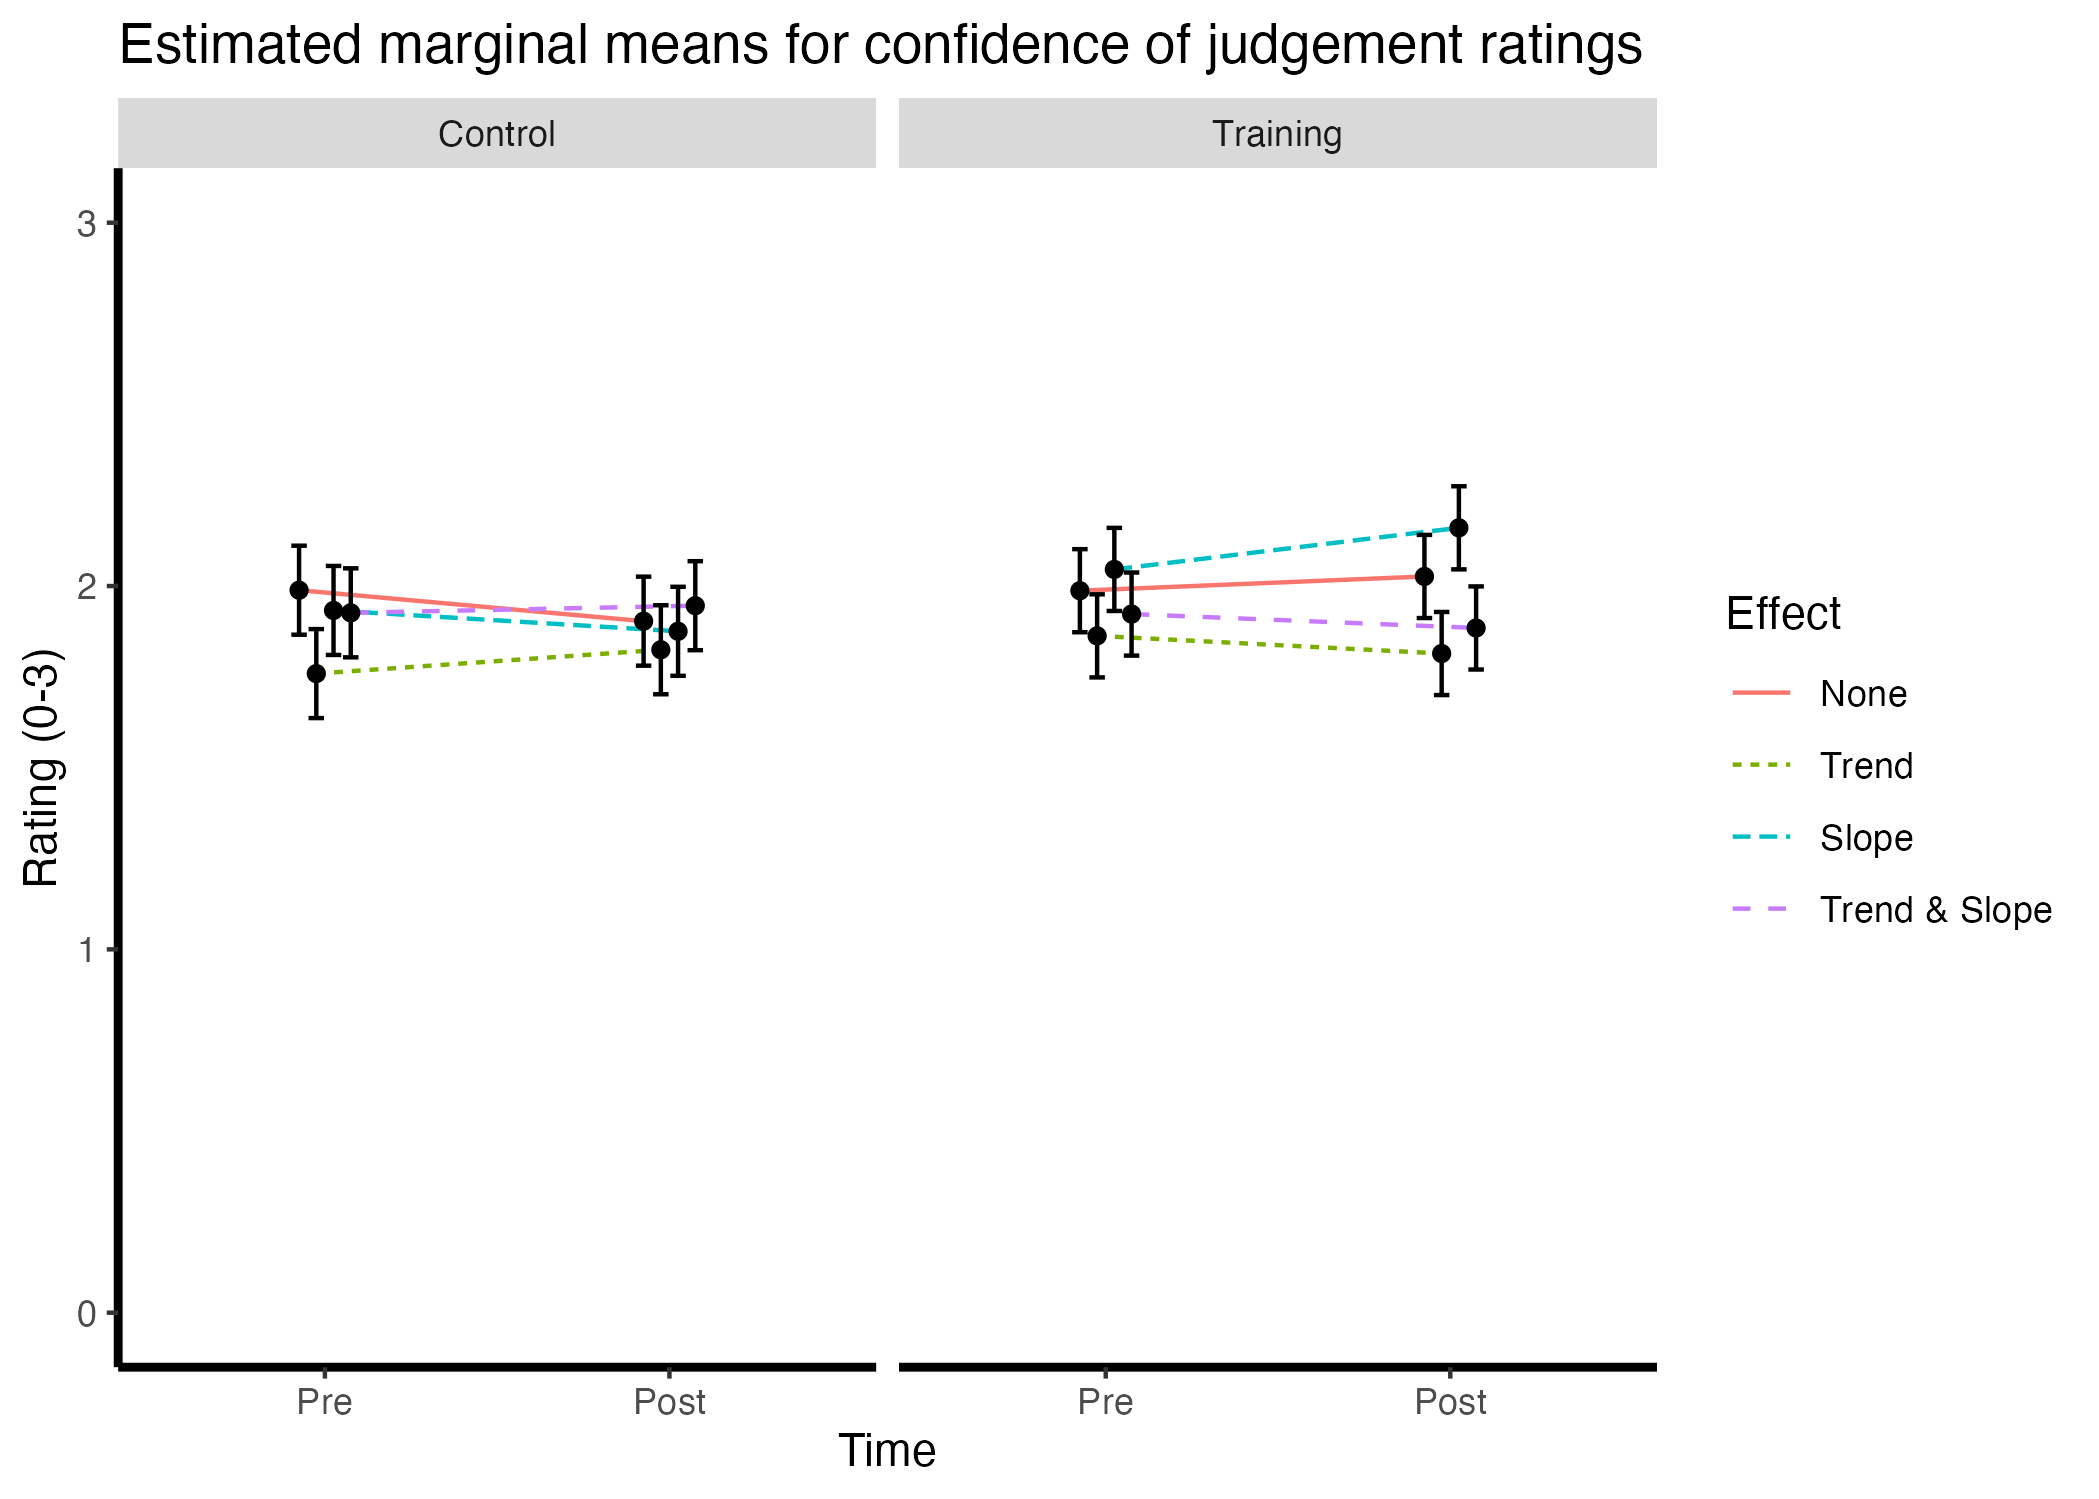 Estimated marginal means for confidence of judgement ratings
Control
Training
3
2
1
0
Rating (0-3)
Pre
Post
Pre
Post
Time
Effect
None
Trend
Slope
Trend & Slope